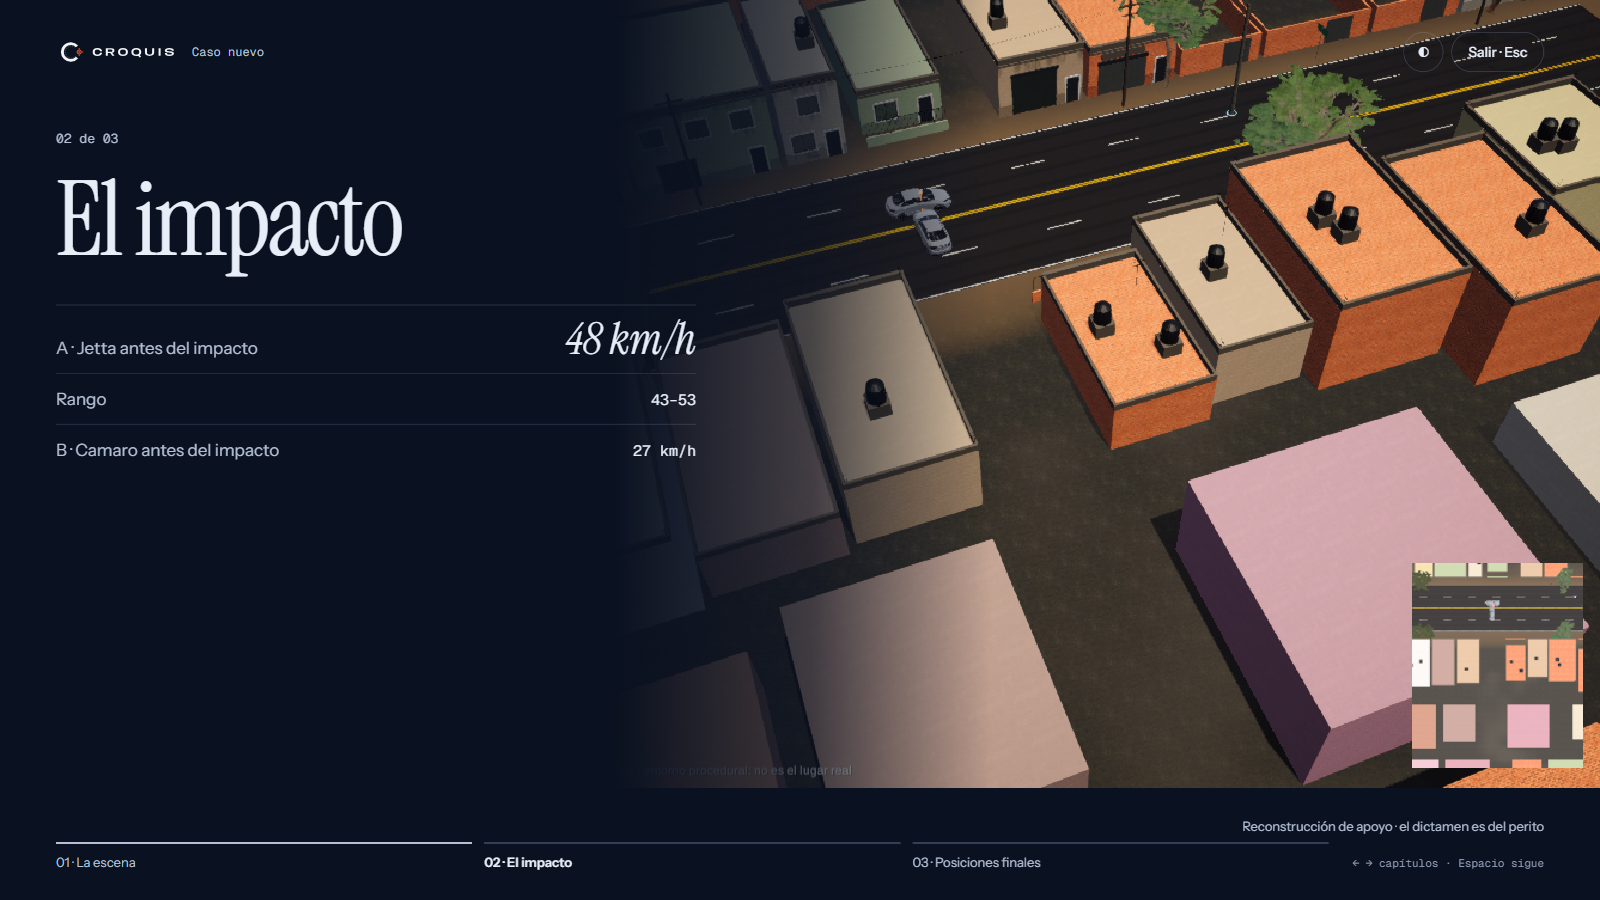 CROQUIS Caso nuevo
Salir · Esc
02 de 03
El impacto
A · Jetta antes del impacto 48 km/h
Rango 43–53
B · Camaro antes del impacto 27 km/h
procedural; no es el lugar real
Reconstrucción de apoyo · el dictamen es del perito
01 · La escena
02 · El impacto
03 · Posiciones finales
← → capítulos · Espacio sigue